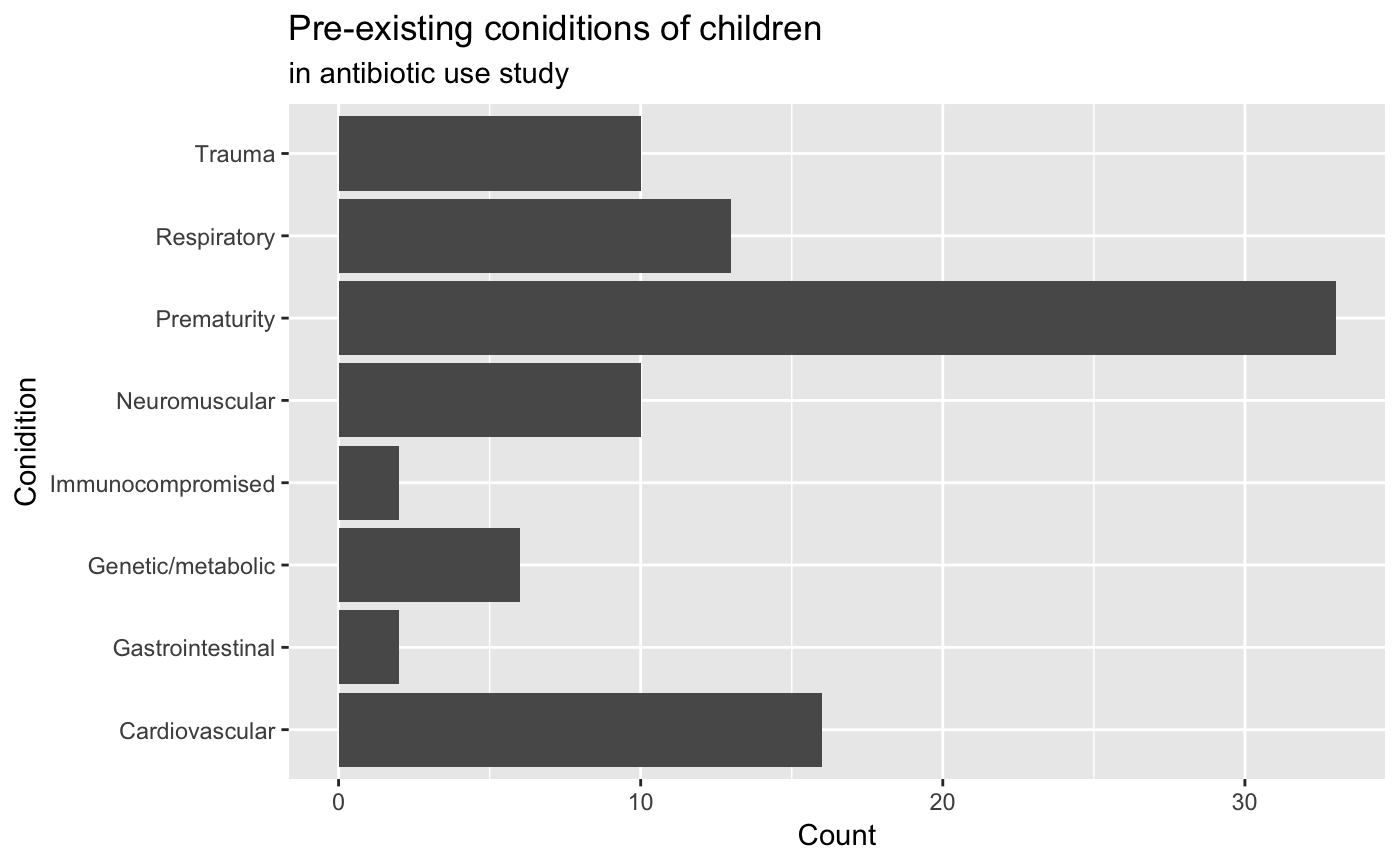 Pre-existing coniditions of children
in antibiotic use study
Trauma
Respiratory
Prematurity
Neuromuscular
Immunocompromised
Genetic/metabolic
Gastrointestinal
Cardiovascular
Conidition
0 10 20 30
Count